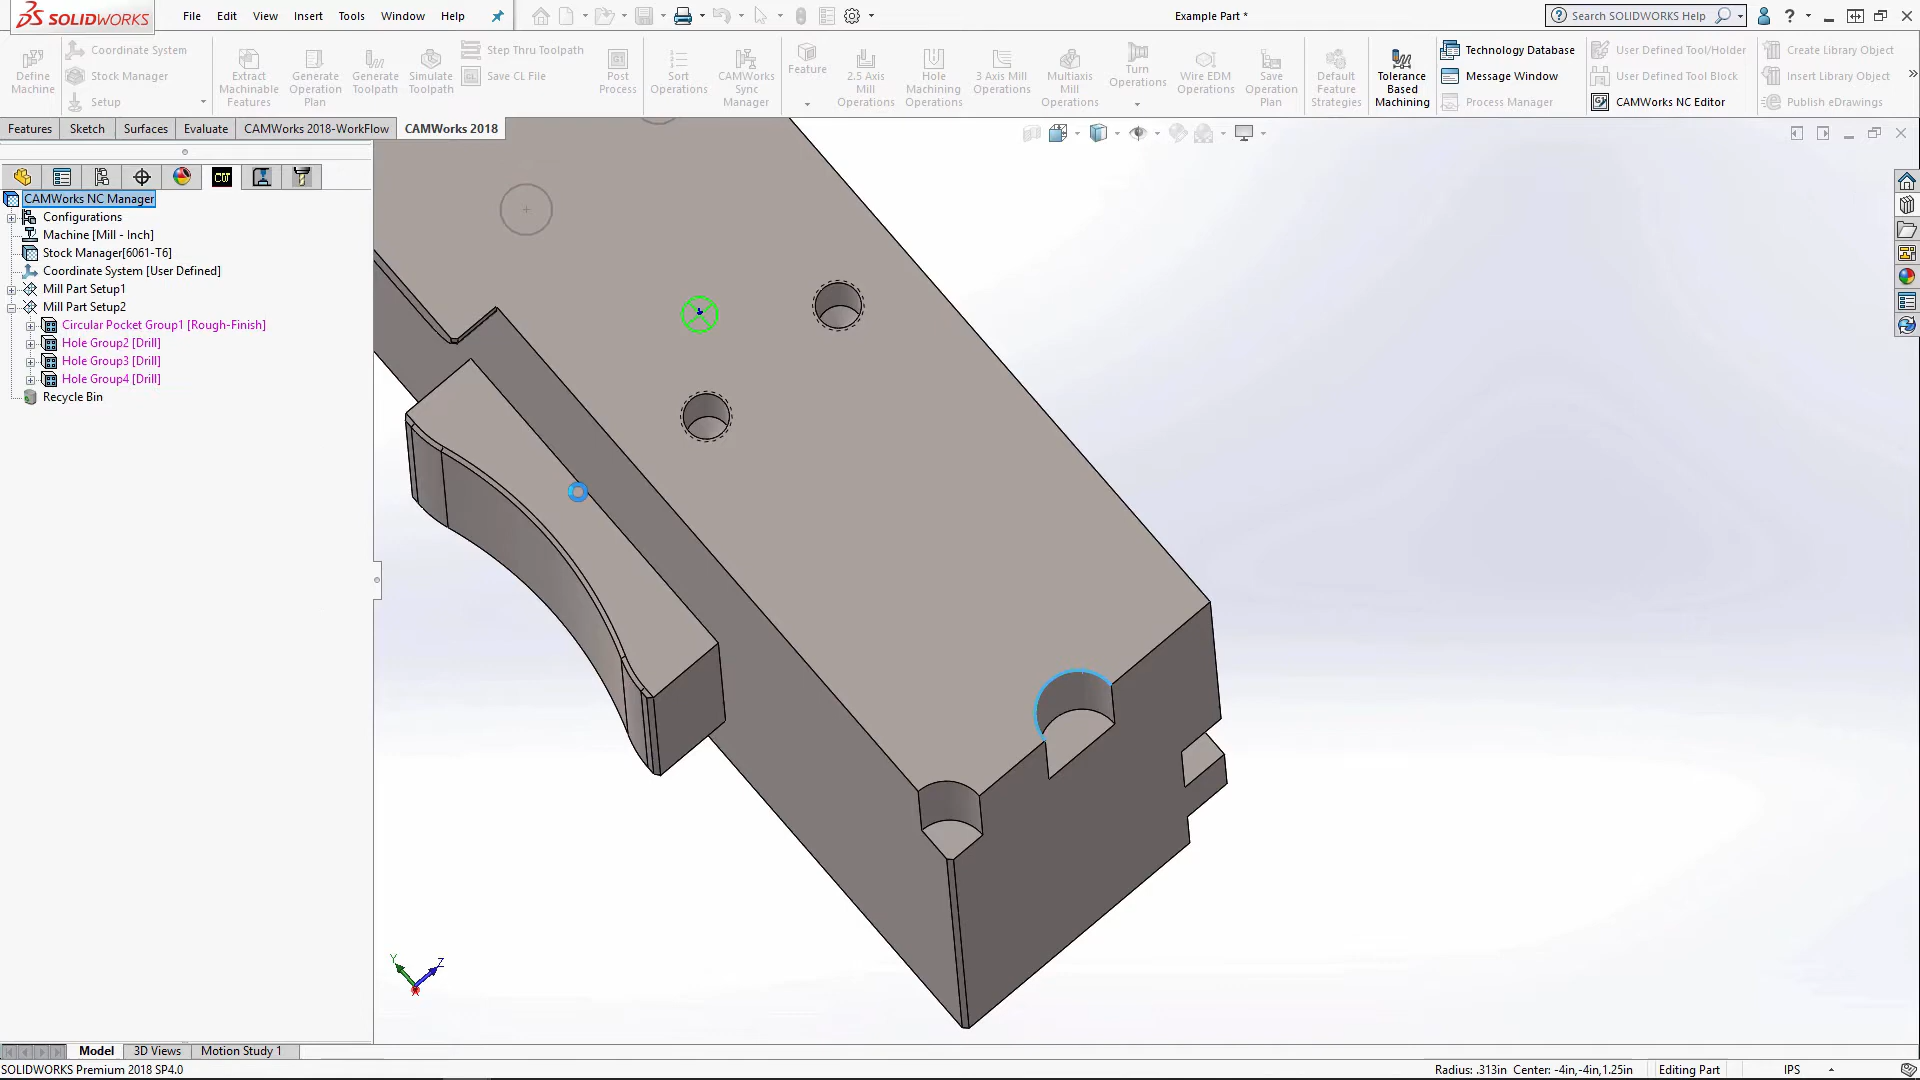 SOLIDWORKS
File Edit View Insert Tools Window Help
Example Part *
Search SOLIDWORKS Help
Define Machine
Coordinate System
Stock Manager
Setup
Extract Machinable Features
Generate Operation Plan
Generate Toolpath
Simulate Toolpath
Step Thru Toolpath
Save CL File
Post Process
Sort Operations
CAMWorks Sync Manager
Feature
2.5 Axis Mill Operations
Hole Machining Operations
3 Axis Mill Operations
Multiaxis Mill Operations
Turn Operations
Wire EDM Operations
Save Operation Plan
Default Feature Strategies
Tolerance Based Machining
Technology Database
Message Window
Process Manager
User Defined Tool/Holder
User Defined Tool Block
CAMWorks NC Editor
Create Library Object
Insert Library Object
Publish eDrawings
Features Sketch Surfaces Evaluate CAMWorks 2018-WorkFlow CAMWorks 2018
CW
CAMWorks NC Manager
Configurations
Machine [Mill - Inch]
Stock Manager[6061-T6]
Coordinate System [User Defined]
Mill Part Setup1
Mill Part Setup2
Circular Pocket Group1 [Rough-Finish]
Hole Group2 [Drill]
Hole Group3 [Drill]
Hole Group4 [Drill]
Recycle Bin
Y Z
X
Model 3D Views Motion Study 1
SOLIDWORKS Premium 2018 SP4.0
Radius: .313in Center: -4in,-4in,1.25in Editing Part IPS